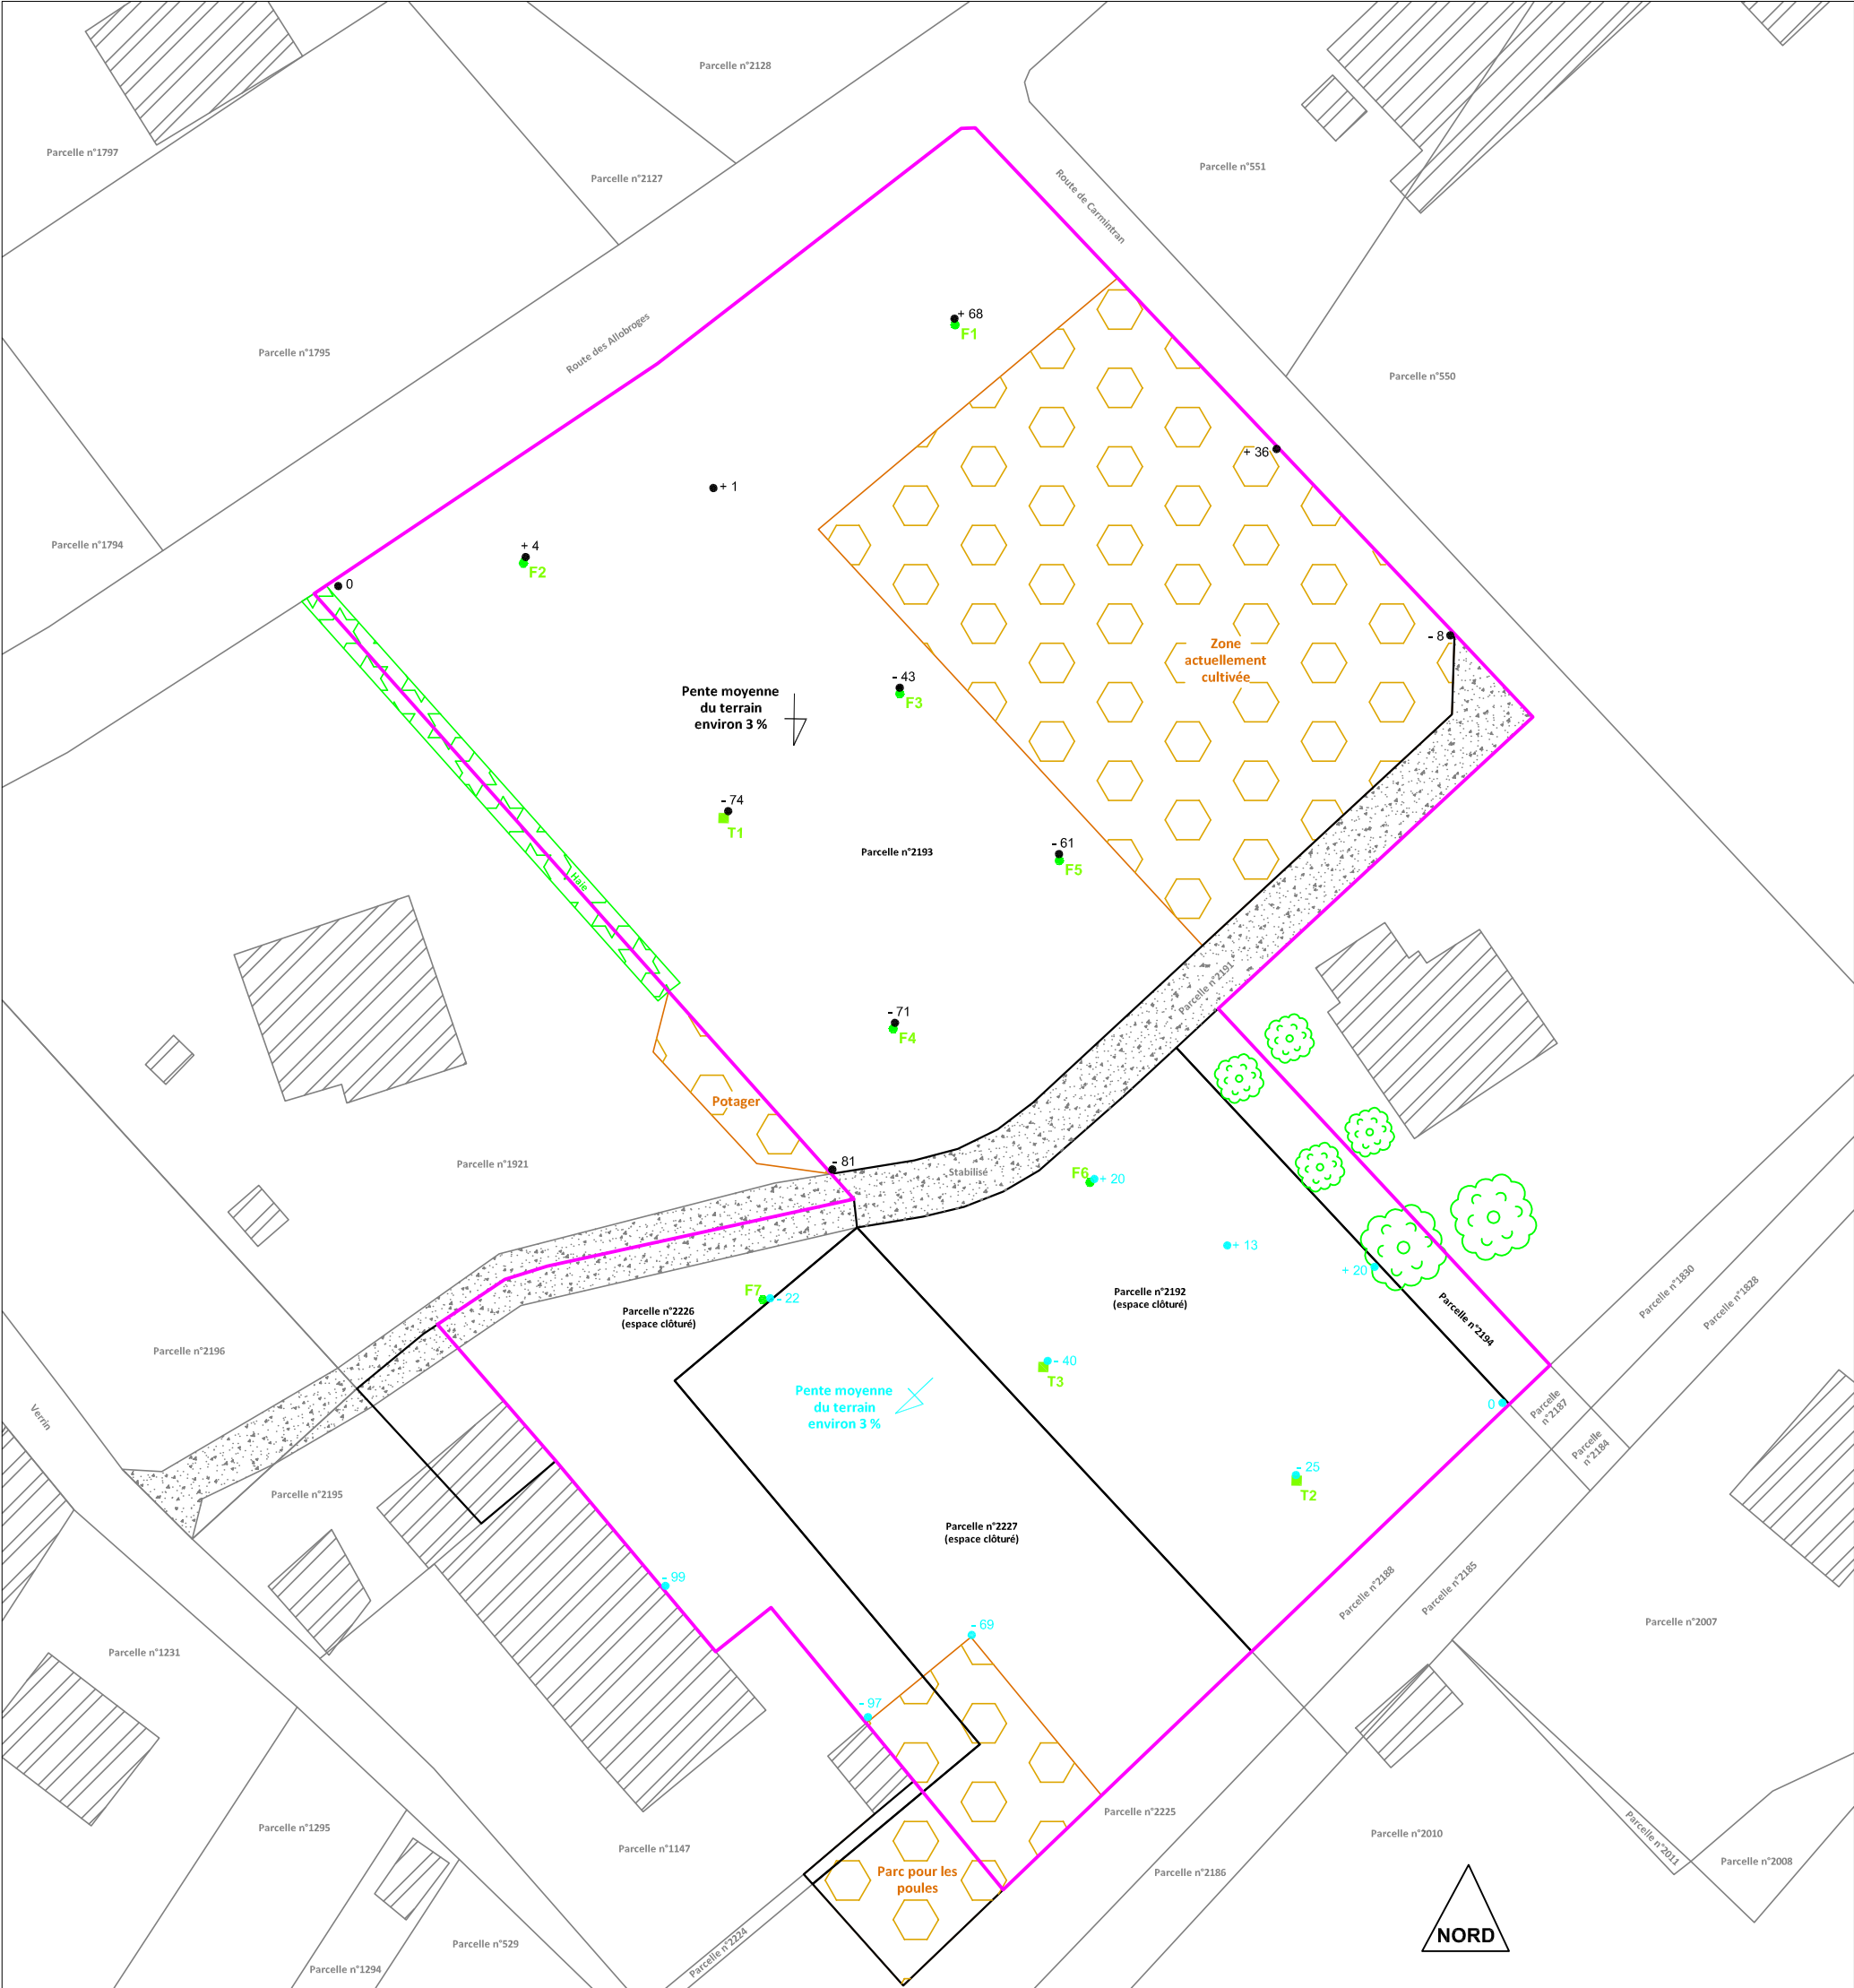 Parcelle n°2128
Parcelle n°1797
Parcelle n°551
Parcelle n°2127
Route de Carmintran
+ 68
F1
Route des Allobroges
Parcelle n°1795
Parcelle n°550
+ 36
+ 1
Parcelle n°1794
+ 4
F2
0
Zone
actuellement
cultivée
- 8
- 43
F3
Pente moyenne
du terrain
environ 3 %
- 74
T1
Parcelle n°2193
- 61
F5
Haie
Parcelle n°2191
- 71
F4
Potager
- 81
Parcelle n°1921
Stabilisé
F6
+ 20
+ 13
+ 20
F7
- 22
Parcelle n°2226
(espace clôturé)
Parcelle n°2192
(espace clôturé)
Parcelle n°2194
Parcelle n°1830
Parcelle n°1828
Parcelle n°2196
- 40
T3
Pente moyenne
du terrain
environ 3 %
0
Parcelle
n°2187
Parcelle
n°2184
Verrin
- 25
T2
Parcelle n°2195
Parcelle n°2227
(espace clôturé)
- 99
Parcelle n°2188
Parcelle n°2185
- 69
Parcelle n°2007
Parcelle n°1231
- 97
Parcelle n°2225
Parcelle n°1295
Parcelle n°1147
Parcelle n°2010
Parcelle n°2011
Parcelle n°2008
Parc pour les
poules
Parcelle n°2186
NORD
Parcelle n°529
Parcelle n°2224
Parcelle n°1294